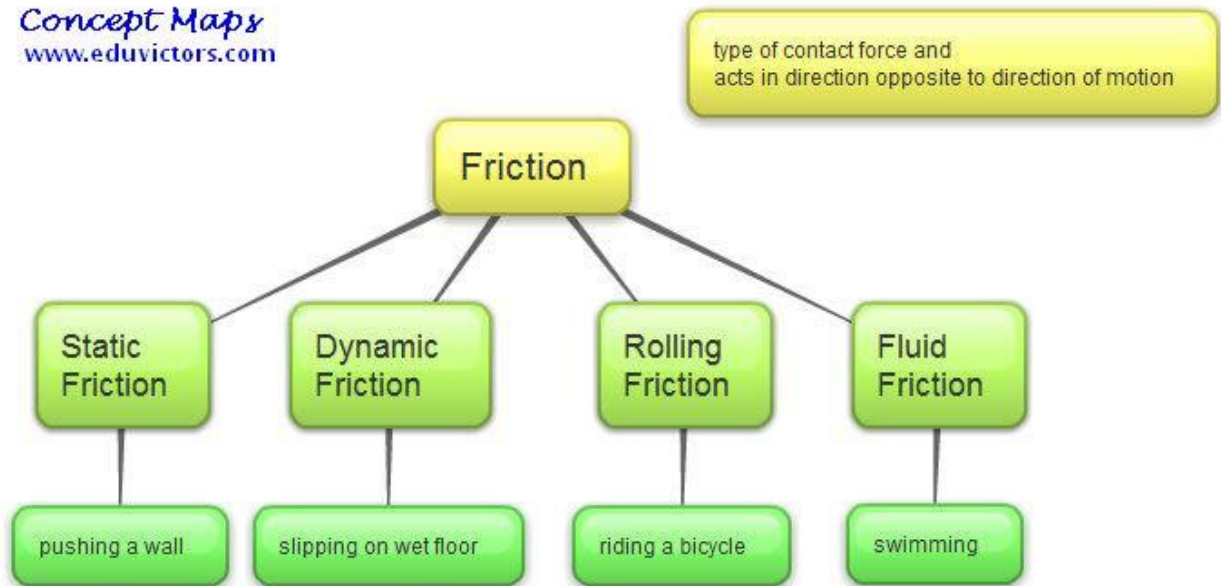 Concept Maps
www.eduvictors.com
type of contact force and
acts in direction opposite to direction of motion
Friction
Static
Friction
Dynamic
Friction
Rolling
Friction
Fluid
Friction
pushing a wall
slipping on wet floor
riding a bicycle
swimming